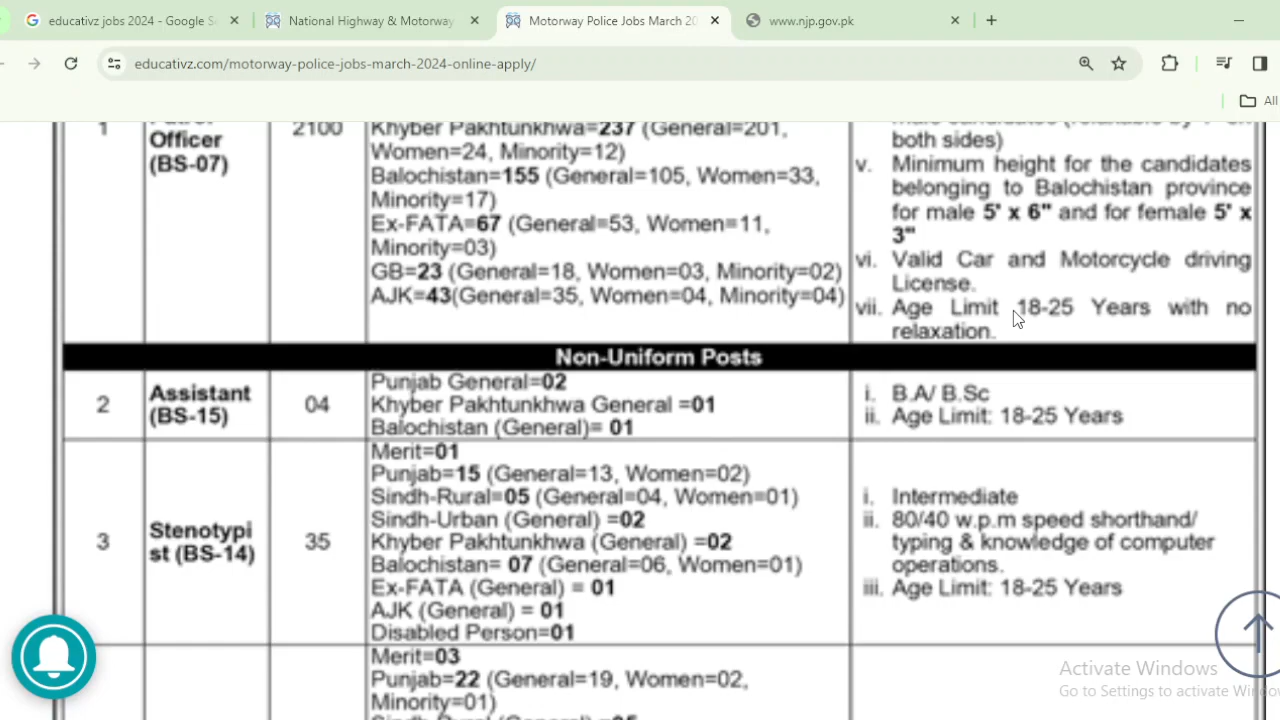 educativz jobs 2024 - Google S
National Highway & Motorway
Motorway Police Jobs March 20
www.njp.gov.pk
educativz.com/motorway-police-jobs-march-2024-online-apply/
All
1
Officer
(BS-07)
2100
Khyber Pakhtunkhwa=237 (General=201,
Women=24, Minority=12)
Balochistan=155 (General=105, Women=33,
Minority=17)
Ex-FATA=67 (General=53, Women=11,
Minority=03)
GB=23 (General=18, Women=03, Minority=02)
AJK=43(General=35, Women=04, Minority=04)
both sides)
v. Minimum height for the candidates
belonging to Balochistan province
for male 5' x 6" and for female 5' x
3"
vi. Valid Car and Motorcycle driving
License.
vii. Age Limit 18-25 Years with no
relaxation.
Non-Uniform Posts
2
Assistant
(BS-15)
04
Punjab General=02
Khyber Pakhtunkhwa General =01
Balochistan (General)= 01
i. B.A/ B.Sc
ii. Age Limit: 18-25 Years
3
Stenotypi
st (BS-14)
35
Merit=01
Punjab=15 (General=13, Women=02)
Sindh-Rural=05 (General=04, Women=01)
Sindh-Urban (General) =02
Khyber Pakhtunkhwa (General) =02
Balochistan= 07 (General=06, Women=01)
Ex-FATA (General) = 01
AJK (General) = 01
Disabled Person=01
i. Intermediate
ii. 80/40 w.p.m speed shorthand/
typing & knowledge of computer
operations.
iii. Age Limit: 18-25 Years
Merit=03
Punjab=22 (General=19, Women=02,
Minority=01)
Activate Windows
Go to Settings to activate Windo